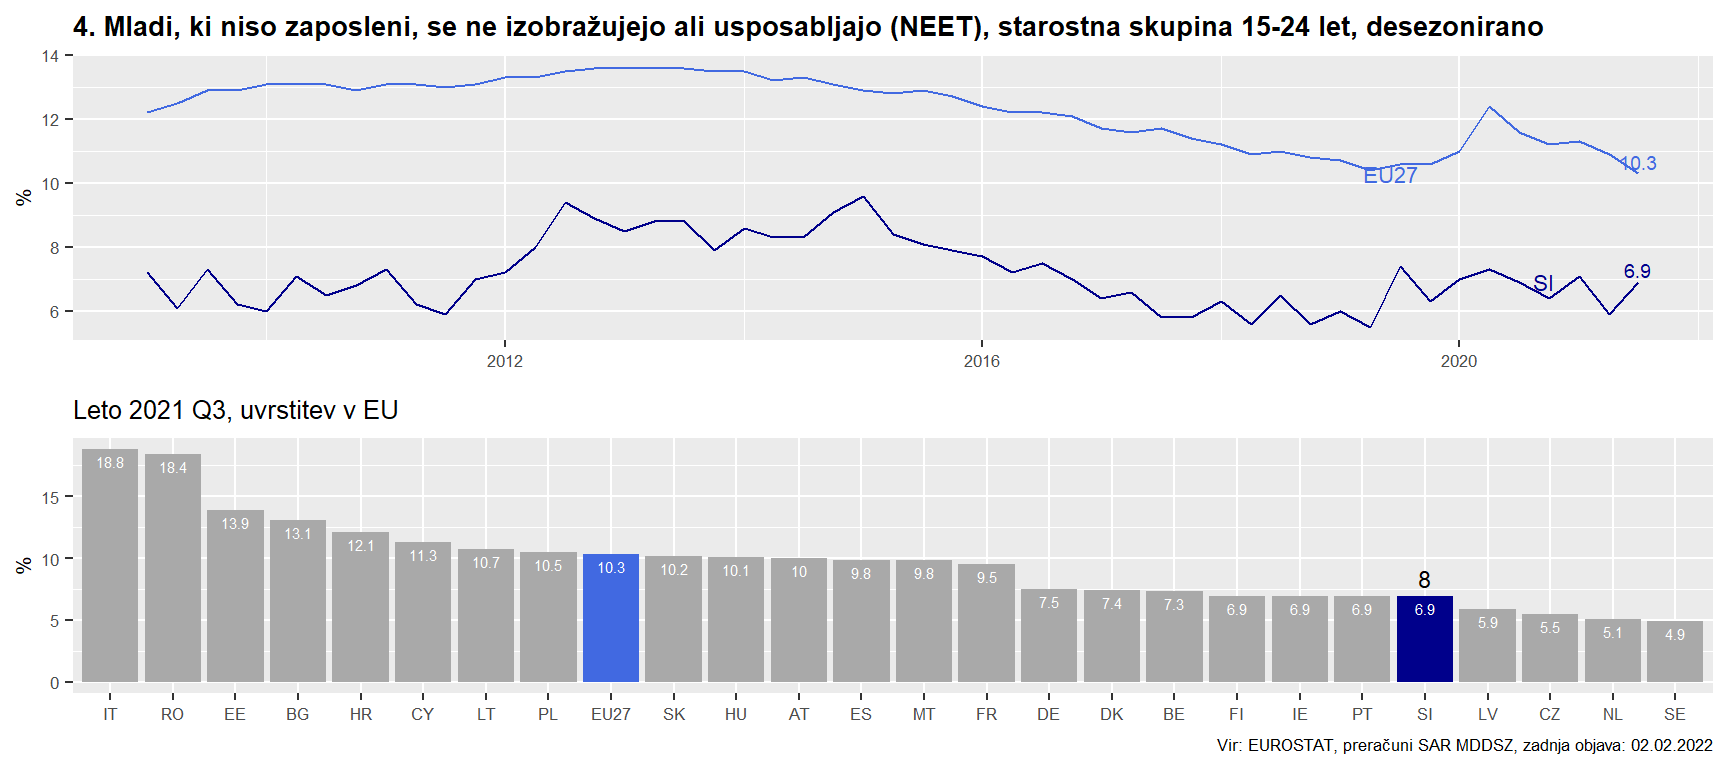 4. Mladi, ki niso zaposleni, se ne izobražujejo ali usposabljajo (NEET), starostna skupina 15-24 let, desezonirano
14
12
10
8
6
%
EU27
10.3
SI
6.9
2012 2016 2020
Leto 2021 Q3, uvrstitev v EU
15
10
5
0
%
18.8 18.4 13.9 13.1 12.1 11.3 10.7 10.5 10.3 10.2 10.1 10 9.8 9.8 9.5 7.5 7.4 7.3 6.9 6.9 6.9 6.9 5.9 5.5 5.1 4.9
8
IT RO EE BG HR CY LT PL EU27 SK HU AT ES MT FR DE DK BE FI IE PT SI LV CZ NL SE
Vir: EUROSTAT, preračuni SAR MDDSZ, zadnja objava: 02.02.2022